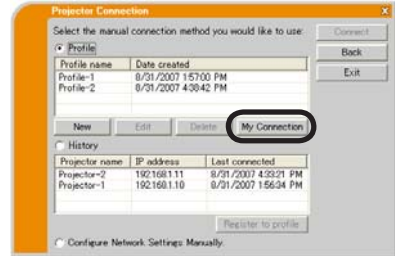 Projector Connection X
Select the manual connection method you would like to use: Connect
Profile Back
Profile name Date created Exit
Profile-1 8/31/2007 1:57:00 PM
Profile-2 8/31/2007 4:38:42 PM
New Edit Delete My Connection
History
Projector name IP address Last connected
Projector-2 192.168.1.11 8/31/2007 4:33:21 PM
Projector-1 192.168.1.10 8/31/2007 1:56:34 PM
Register to profile
Configure Network Settings Manually.